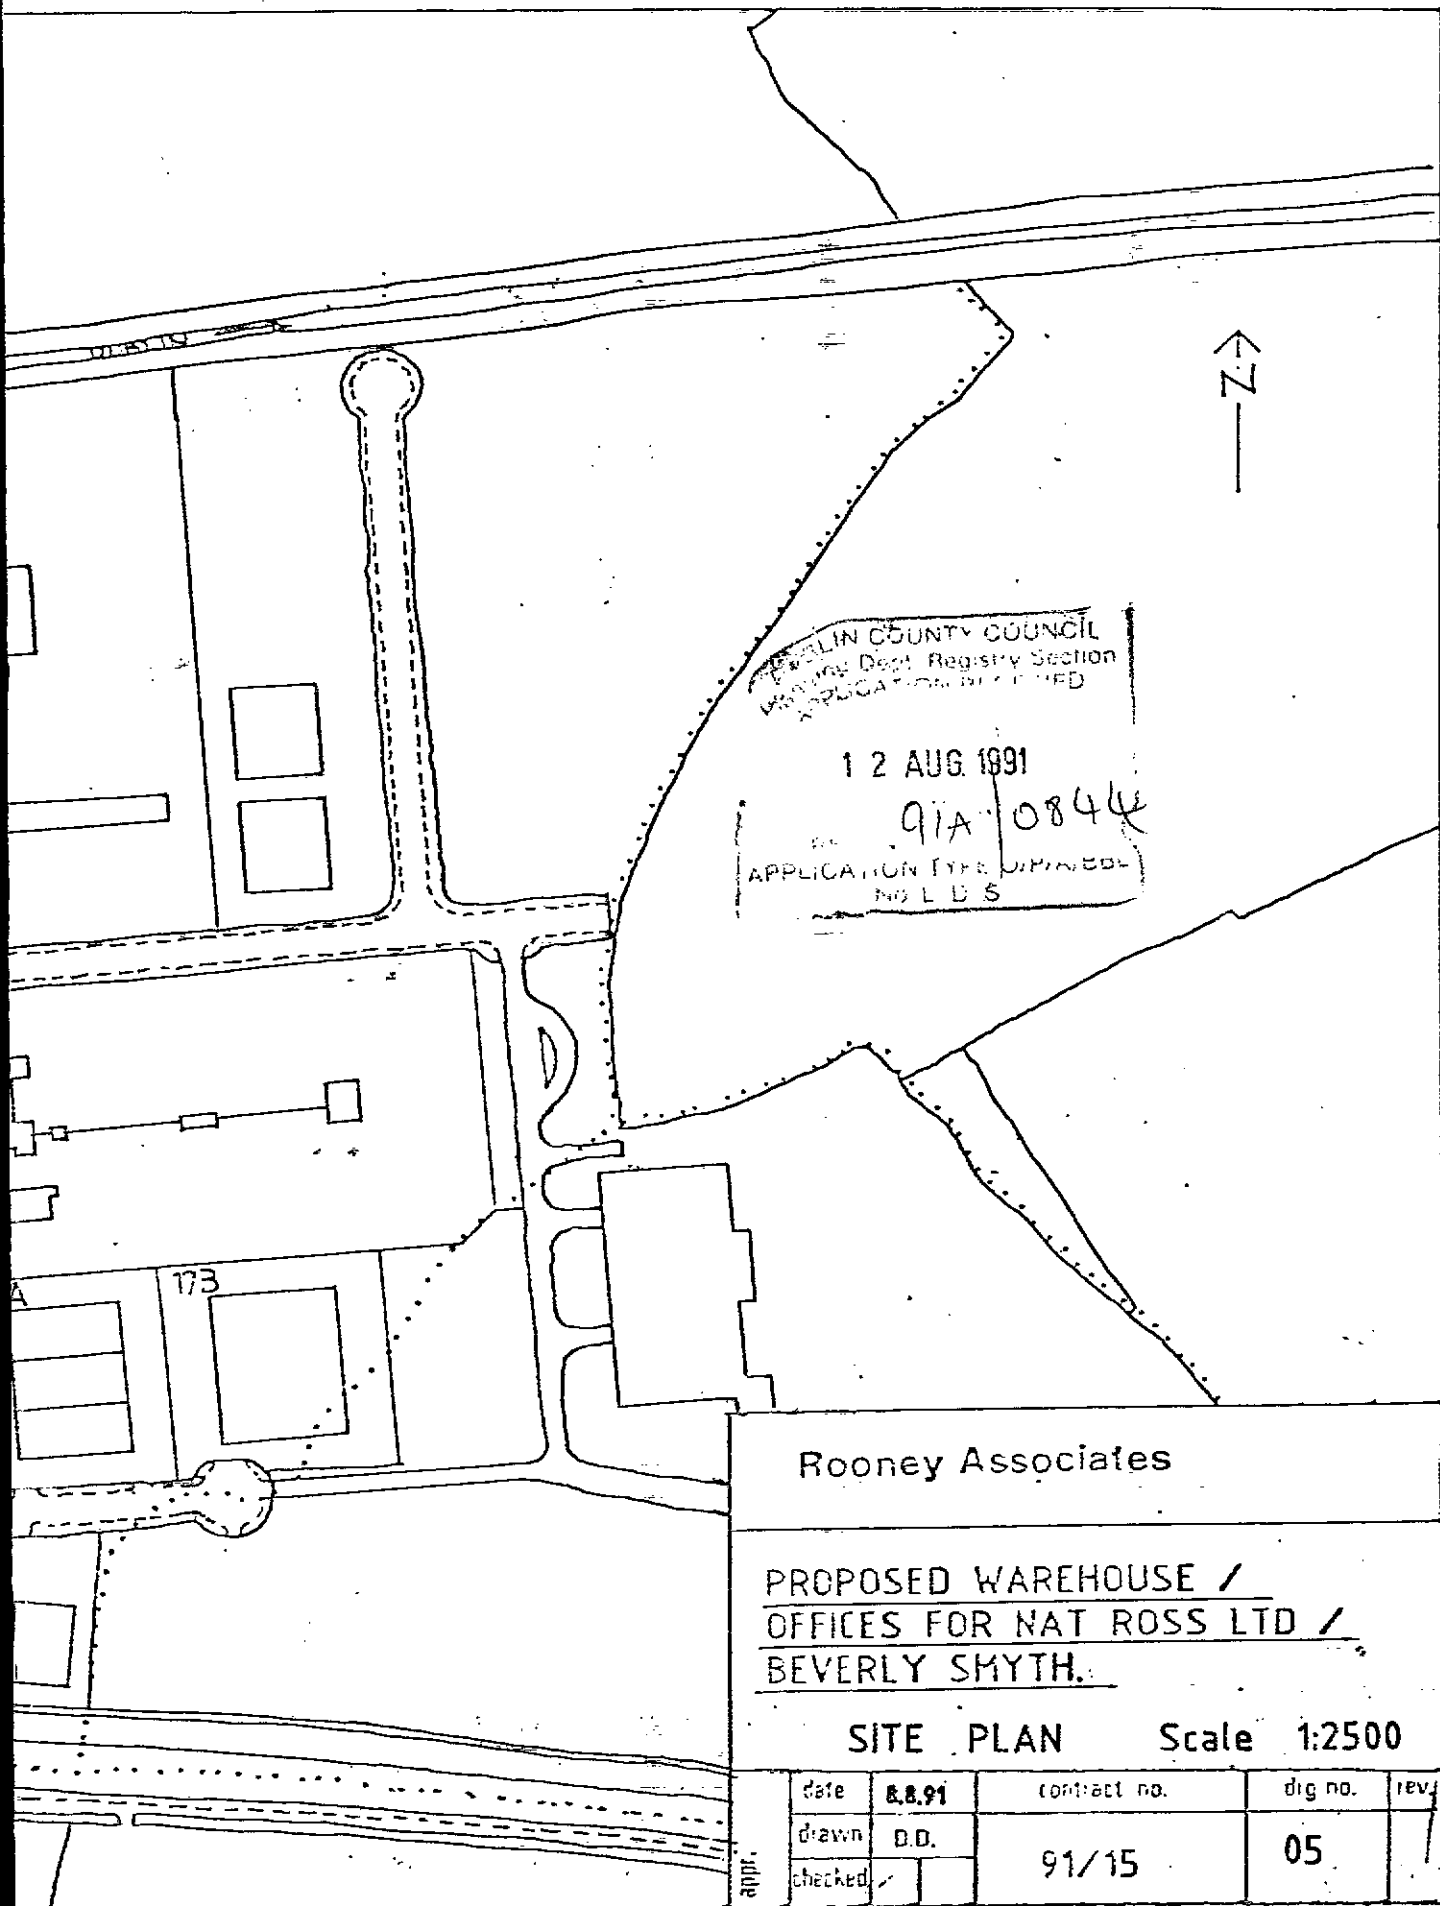 N
COUNTY COUNCIL
Dept. Registry Section
12 AUG 1991
91A 0844
APPLICATION TYPE
173
A
Rooney Associates
PROPOSED WAREHOUSE /
OFFICES FOR NAT ROSS LTD /
BEVERLY SMYTH.
SITE PLAN Scale 1:2500
date 8.8.91 contract no. drg no. rev.
drawn D.D. 91/15 05
checked
appr.